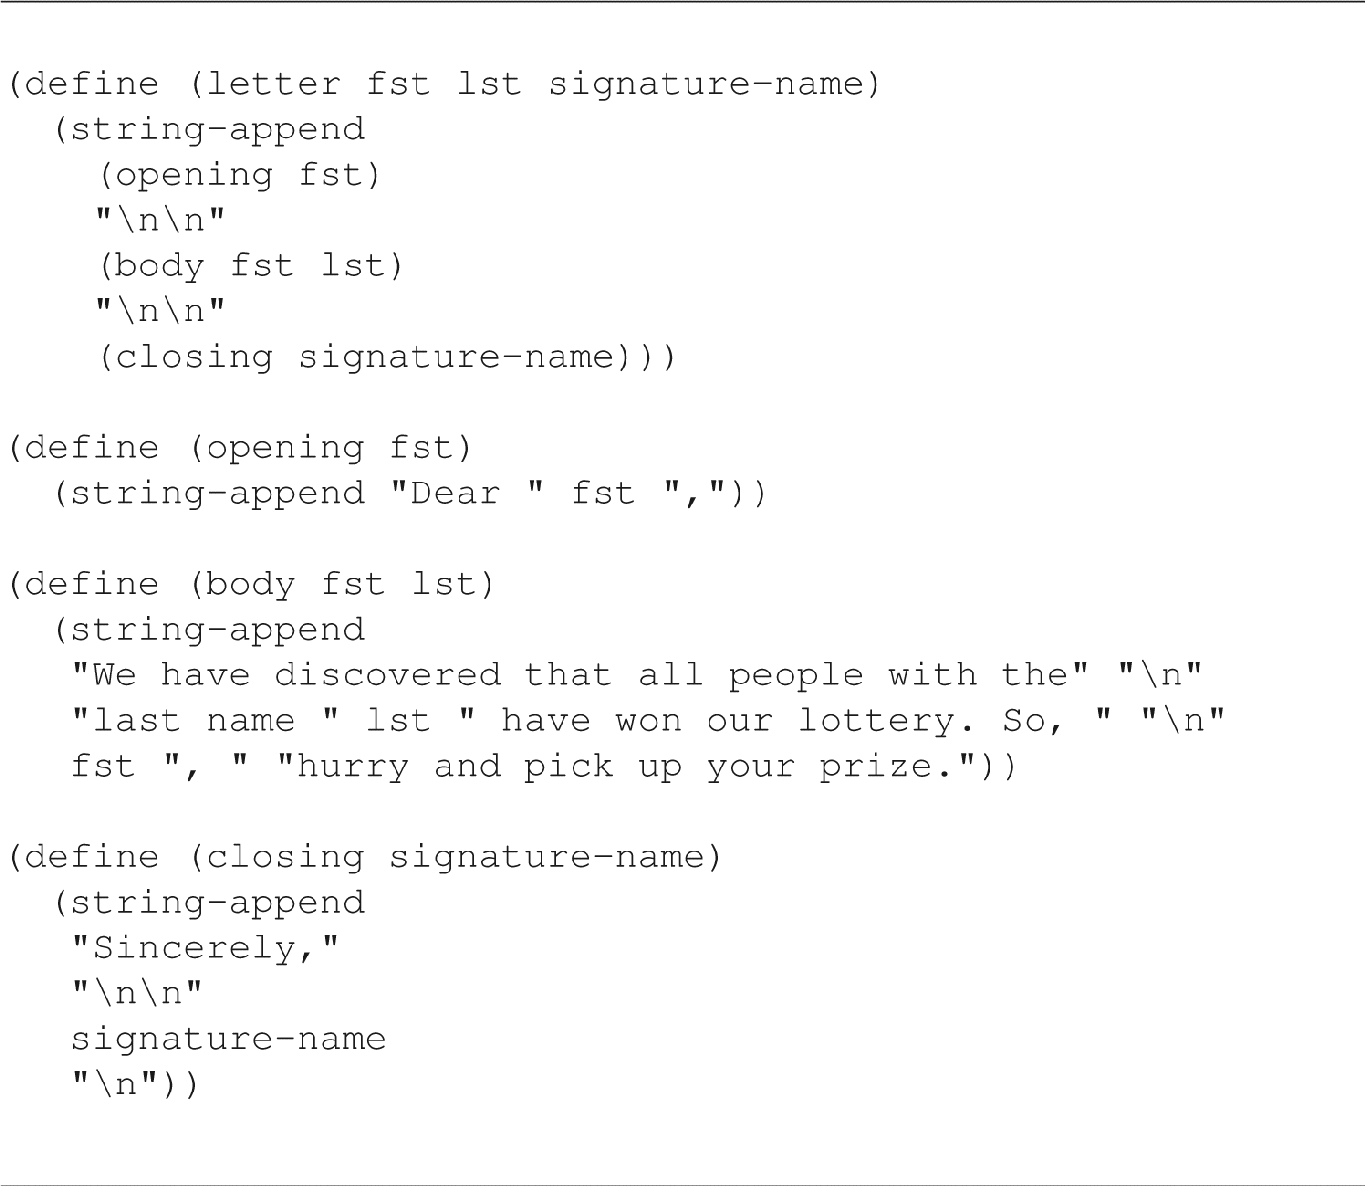 (define (letter fst lst signature-name)
  (string-append
    (opening fst)
    "\n\n"
    (body fst lst)
    "\n\n"
    (closing signature-name)))

(define (opening fst)
  (string-append "Dear " fst ","))

(define (body fst lst)
  (string-append
   "We have discovered that all people with the" "\n"
   "last name " lst " have won our lottery. So, " "\n"
   fst ", " "hurry and pick up your prize."))

(define (closing signature-name)
  (string-append
   "Sincerely,"
   "\n\n"
   signature-name
   "\n"))